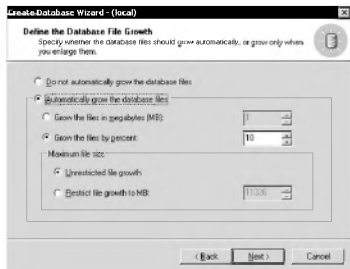 Create Database Wizard - (local)
Define the Database File Growth
Specify whether the database files should grow automatically, or grow only when
you enlarge them.
Do not automatically grow the database files
Automatically grow the database files
Grow the files in megabytes (MB):
1
Grow the files by percent:
10
Maximum file size
Unrestricted file growth
Restrict file growth to MB:
< Back
Next >
Cancel